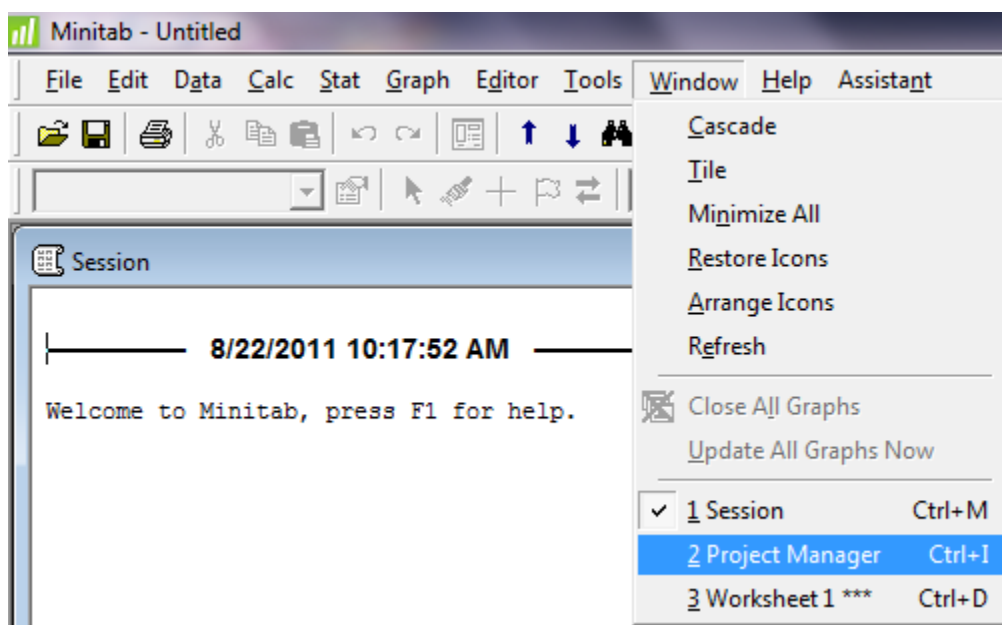 Minitab - Untitled
File Edit Data Calc Stat Graph Editor Tools Window Help Assistant
Cascade
Tile
Minimize All
Restore Icons
Arrange Icons
Refresh
Close All Graphs
Update All Graphs Now
1 Session Ctrl+M
2 Project Manager Ctrl+I
3 Worksheet 1 *** Ctrl+D
Session
8/22/2011 10:17:52 AM
Welcome to Minitab, press F1 for help.